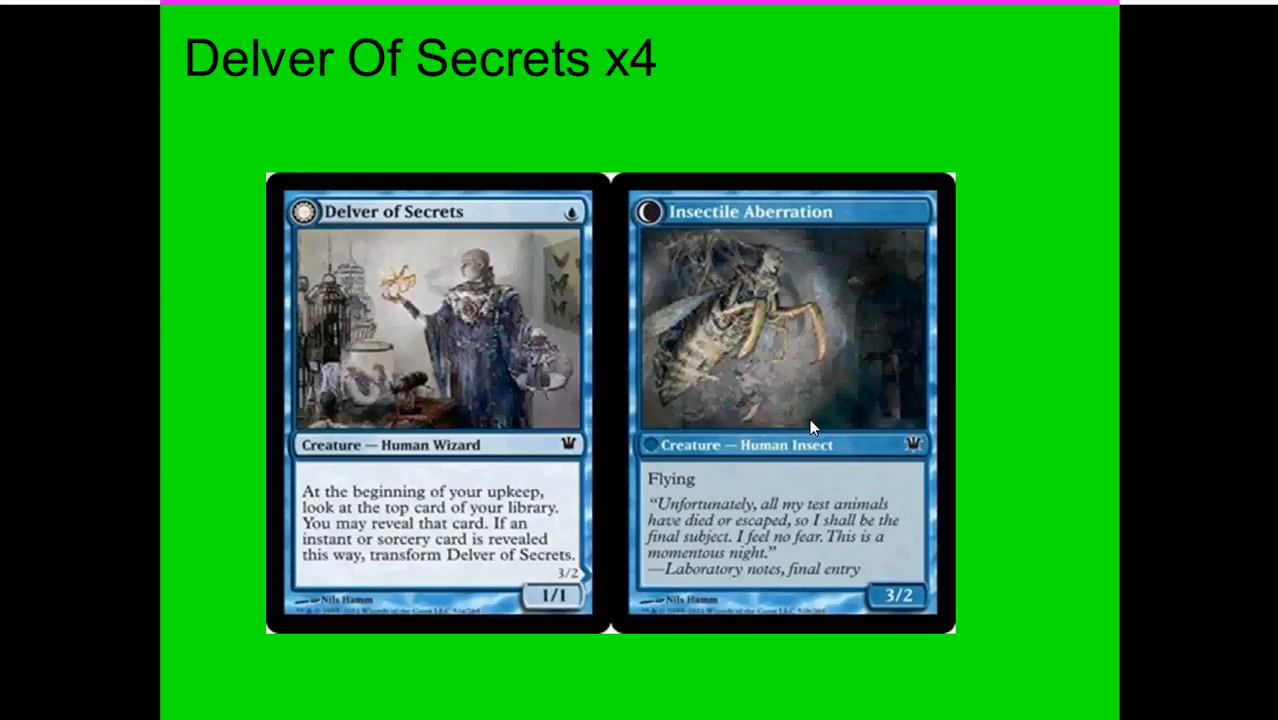 Delver Of Secrets x4
Delver of Secrets
Creature — Human Wizard
At the beginning of your upkeep,
look at the top card of your library.
You may reveal that card. If an
instant or sorcery card is revealed
this way, transform Delver of Secrets.
3/2
1/1
Nils Hamm
Insectile Aberration
Creature — Human Insect
Flying
“Unfortunately, all my test animals
have died or escaped, so I shall be the
final subject. I feel no fear. This is a
momentous night.”
—Laboratory notes, final entry
3/2
Nils Hamm